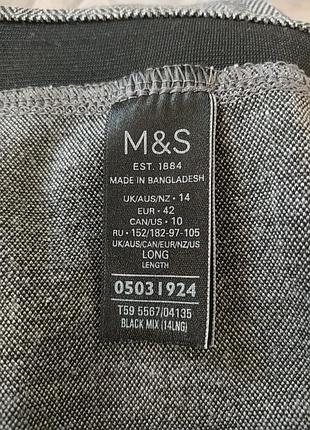 M&S
EST. 1884
MADE IN BANGLADESH
UK/AUS/NZ • 14
EUR • 42
CAN/US • 10
RU • 152/182-97-105
UK/AUS/CAN/EUR/NZ/US
LONG
LENGTH
05031924
T59 5567/04135
BLACK MIX (14LNG)